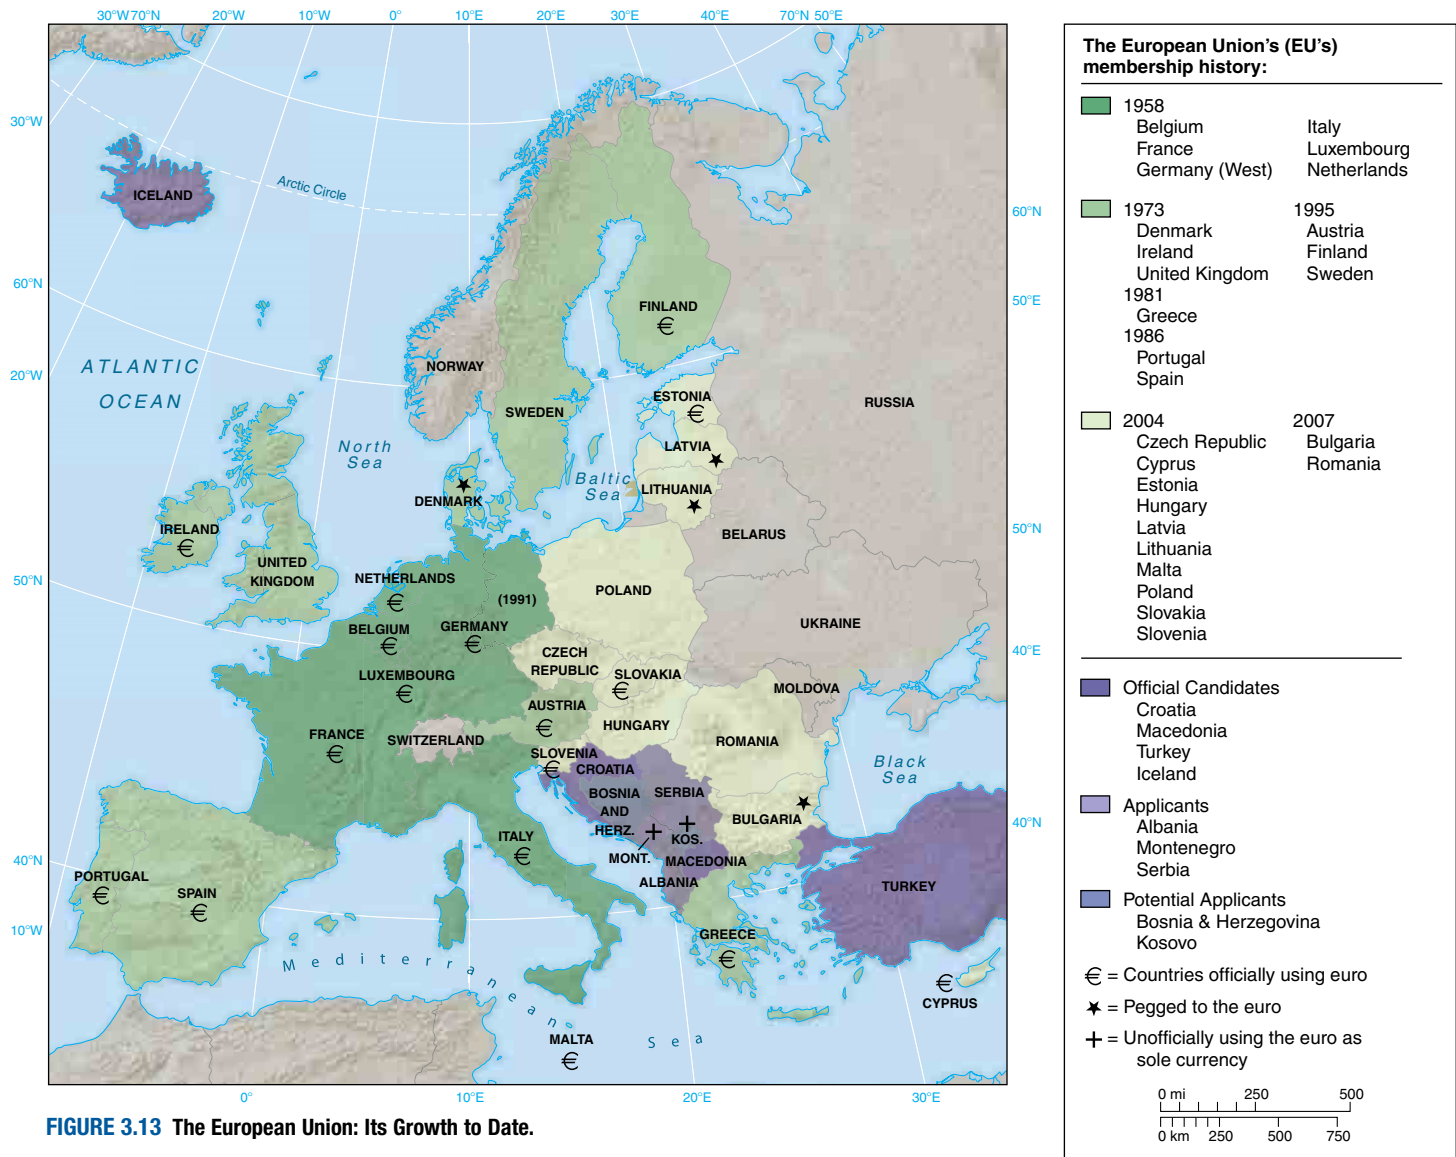 30°W 70°N 20°W 10°W 0° 10°E 20°E 30°E 40°E 70°N 50°E
30°W
60°N
20°W
50°N
40°N
10°W
60°N
50°E
50°N
40°E
40°N
0° 10°E 20°E 30°E
Arctic Circle
ICELAND
ATLANTIC
OCEAN
North
Sea
NORWAY
SWEDEN
FINLAND
€
RUSSIA
ESTONIA
€
LATVIA
★
Baltic
Sea
LITHUANIA
★
★
DENMARK
BELARUS
IRELAND
€
UNITED
KINGDOM
NETHERLANDS
€
(1991)
POLAND
BELGIUM
€
GERMANY
€
UKRAINE
CZECH
REPUBLIC
LUXEMBOURG
€
SLOVAKIA
€
MOLDOVA
AUSTRIA
€
FRANCE
€
SWITZERLAND
HUNGARY
ROMANIA
SLOVENIA
€
CROATIA
Black
Sea
BOSNIA
AND
HERZ.
SERBIA
+
+
KOS.
★
BULGARIA
MONT.
MACEDONIA
ITALY
€
ALBANIA
PORTUGAL
€
SPAIN
€
TURKEY
GREECE
€
€
CYPRUS
Mediterranean
Sea
MALTA
€
The European Union's (EU's)
membership history:
1958
Belgium Italy
France Luxembourg
Germany (West) Netherlands
1973 1995
Denmark Austria
Ireland Finland
United Kingdom Sweden
1981
Greece
1986
Portugal
Spain
2004 2007
Czech Republic Bulgaria
Cyprus Romania
Estonia
Hungary
Latvia
Lithuania
Malta
Poland
Slovakia
Slovenia
Official Candidates
Croatia
Macedonia
Turkey
Iceland
Applicants
Albania
Montenegro
Serbia
Potential Applicants
Bosnia & Herzegovina
Kosovo
€ = Countries officially using euro
★ = Pegged to the euro
+ = Unofficially using the euro as
sole currency
0 mi 250 500
0 km 250 500 750
FIGURE 3.13 The European Union: Its Growth to Date.